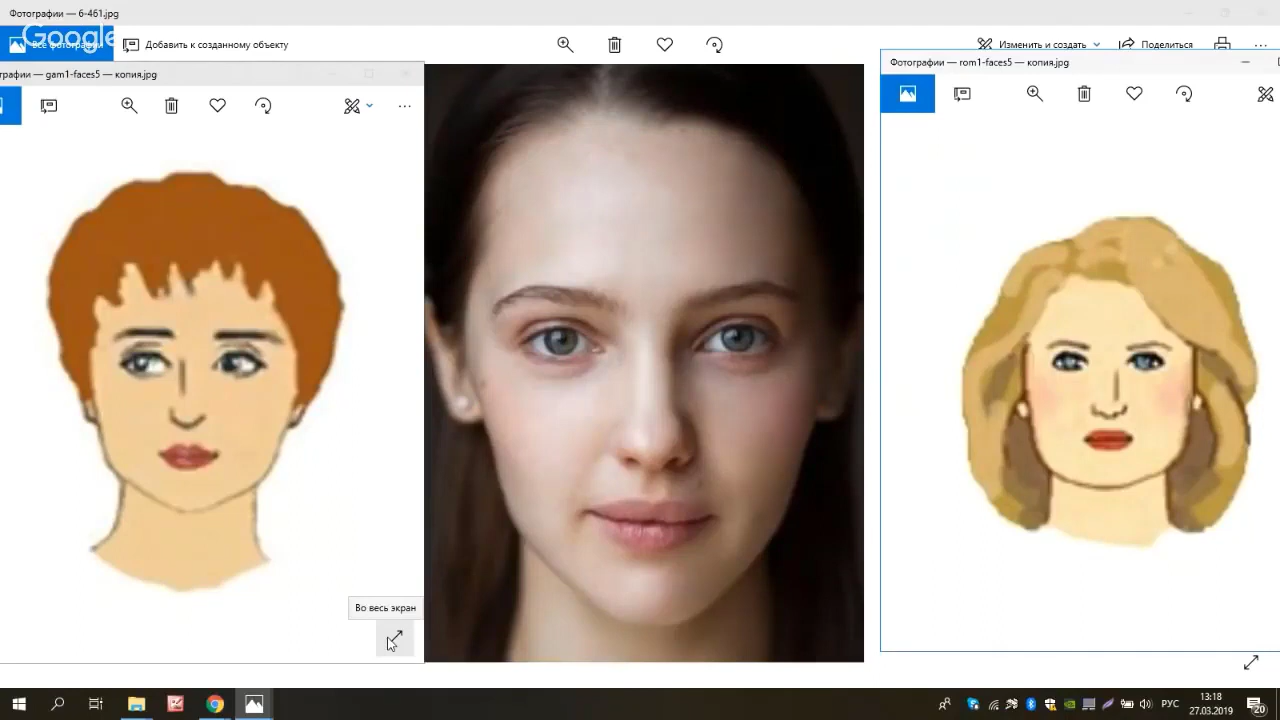 Фотографии — 6-461.jpg
Google
Все фотографии
Добавить к созданному объекту
Изменить и создать
Поделиться
графии — gam1-faces5 — копия.jpg
Фотографии — rom1-faces5 — копия.jpg
Во весь экран
РУС
13:18
27.03.2019
20